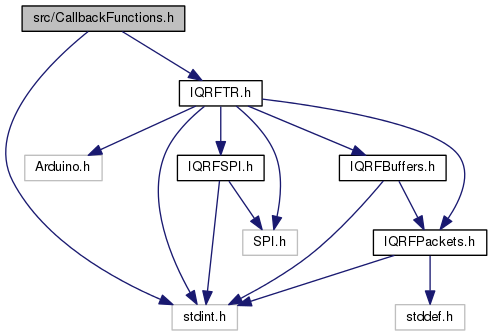 src/CallbackFunctions.h
IQRFTR.h
Arduino.h
IQRFSPI.h
IQRFBuffers.h
SPI.h
IQRFPackets.h
stdint.h
stddef.h